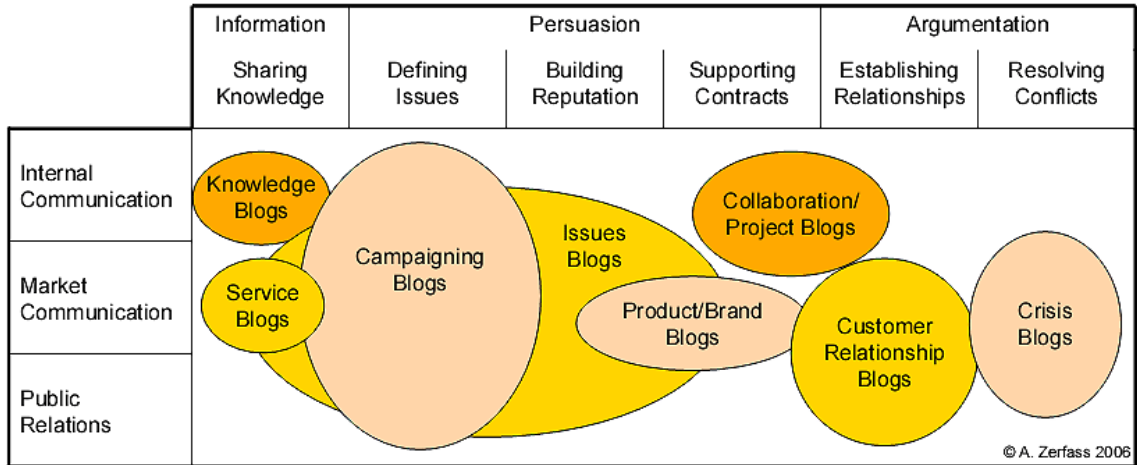 Information
Persuasion
Argumentation
Sharing
Knowledge
Defining
Issues
Building
Reputation
Supporting
Contracts
Establishing
Relationships
Resolving
Conflicts
Internal
Communication
Knowledge
Blogs
Collaboration/
Project Blogs
Issues
Blogs
Campaigning
Blogs
Market
Communication
Service
Blogs
Product/Brand
Blogs
Customer
Relationship
Blogs
Crisis
Blogs
Public
Relations
© A. Zerfass 2006